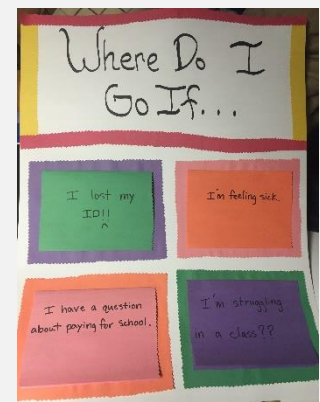 Where Do I
Go If...
I lost my
ID!!
^
I'm feeling sick.
I have a question
about paying for school.
I'm struggling
in a class??